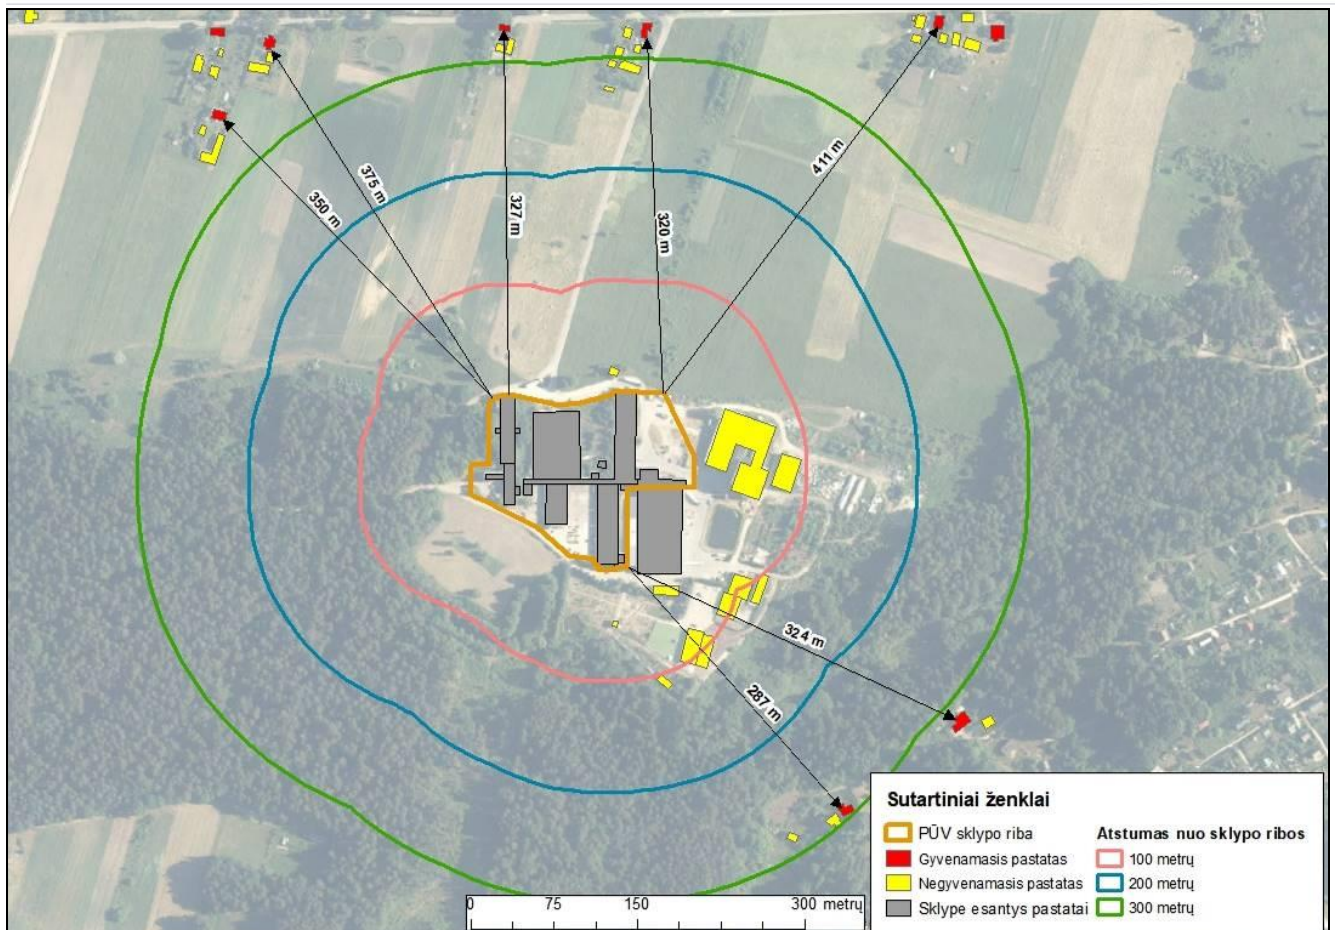 375 m
350 m
327 m
320 m
411 m
324 m
287 m
Sutartiniai ženklai
PŪV sklypo riba
Gyvenamasis pastatas
Negyvenamasis pastatas
Sklype esantys pastatai
Atstumas nuo sklypo ribos
100 metrų
200 metrų
300 metrų
0 75 150 300 metrų